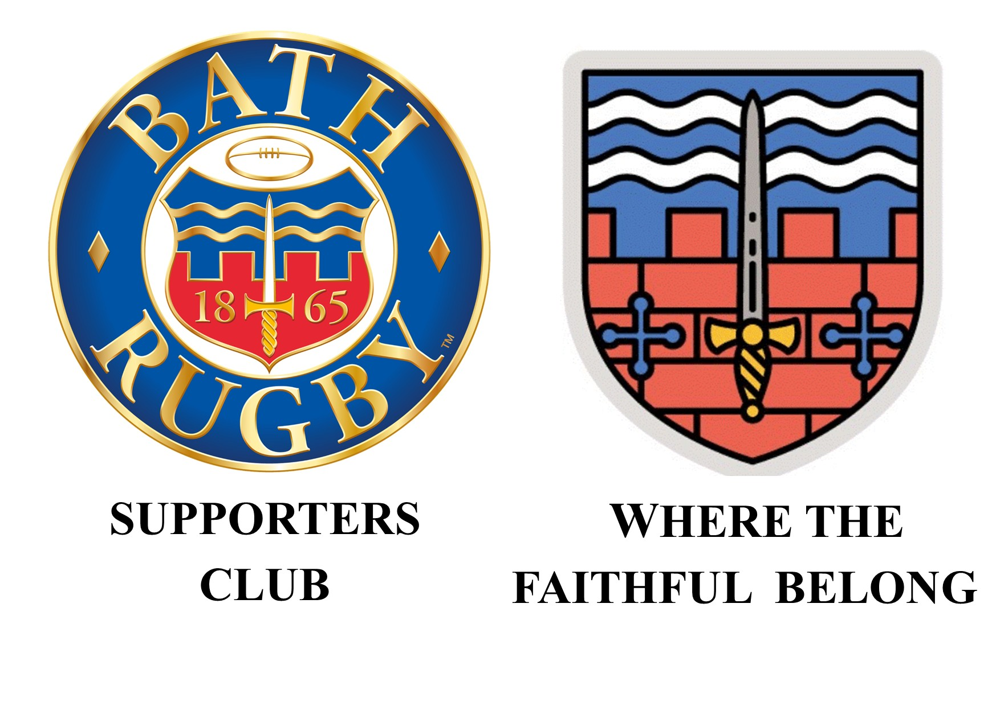 BATH
RUGBY
™
18 65
SUPPORTERS
CLUB
WHERE THE
FAITHFUL BELONG